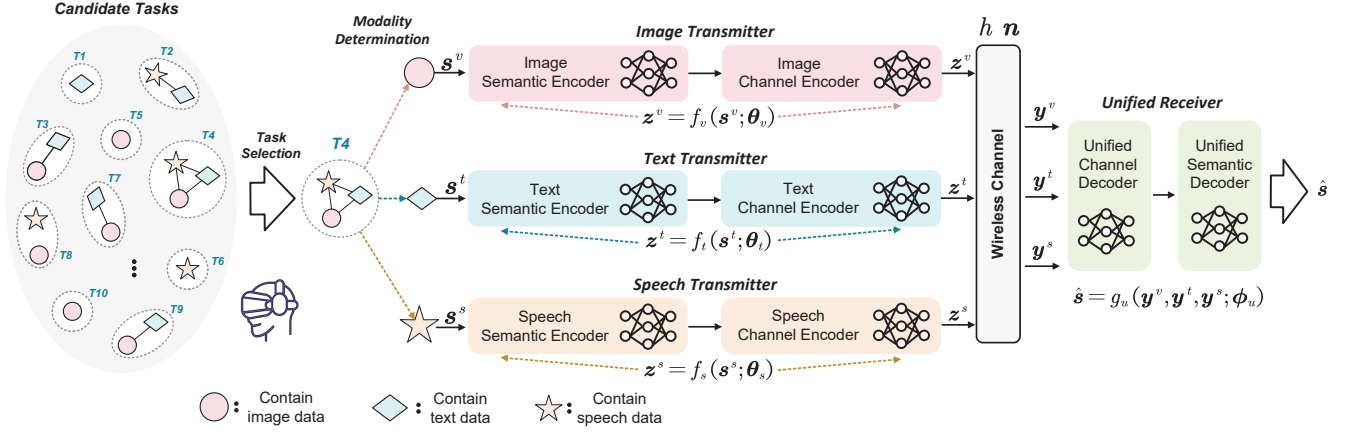 Candidate Tasks
T1
T2
T3
T5
T4
T7
T8
T6
T10
T9
Task
Selection
T4
Modality
Determination
Image Transmitter
s^v
Image
Semantic Encoder
Image
Channel Encoder
z^v
z^v = f_v(s^v; θ_v)
Text Transmitter
s^t
Text
Semantic Encoder
Text
Channel Encoder
z^t
z^t = f_t(s^t; θ_t)
Speech Transmitter
s^s
Speech
Semantic Encoder
Speech
Channel Encoder
z^s
z^s = f_s(s^s; θ_s)
h n
Wireless Channel
y^v
y^t
y^s
Unified Receiver
Unified
Channel
Decoder
Unified
Semantic
Decoder
ŝ
ŝ = g_u(y^v, y^t, y^s; ϕ_u)
: Contain
image data
: Contain
text data
: Contain
speech data